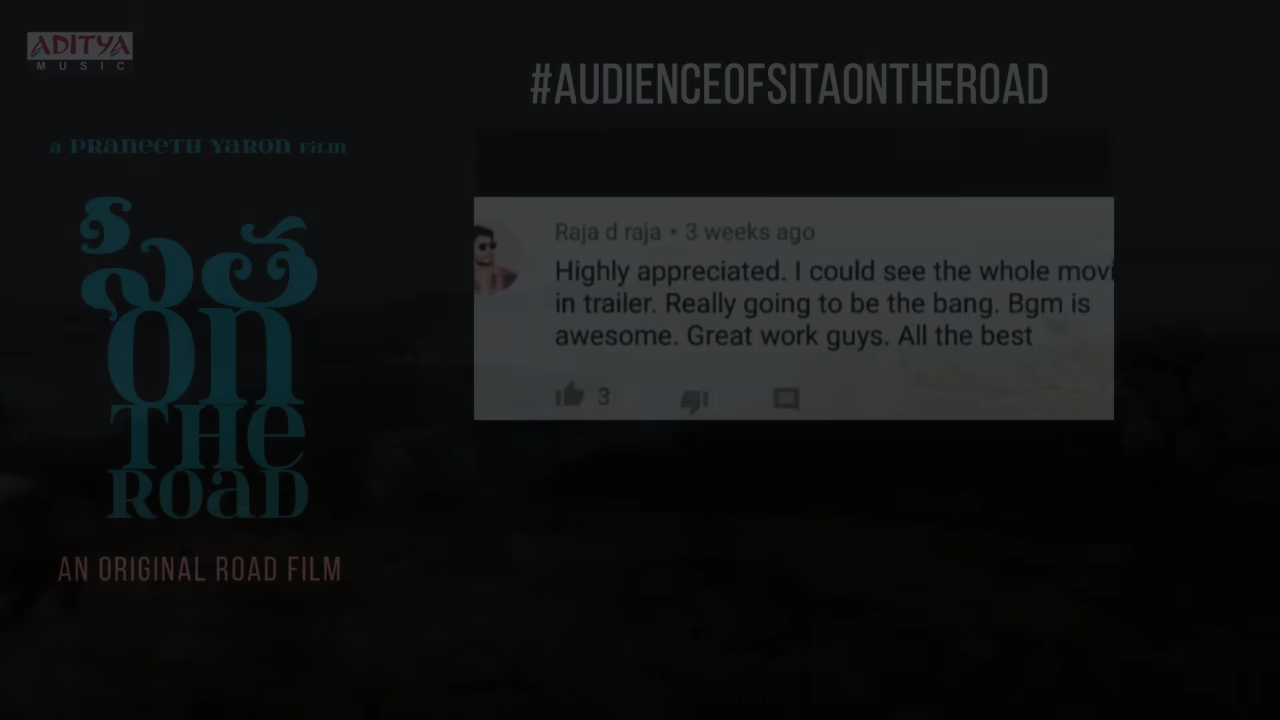 ADITYA
MUSIC
#AUDIENCEOFSITAONTHEROAD
a PRANEETH YARON FILM
సీత
ON
THE
ROAD
AN ORIGINAL ROAD FILM
Raja d raja • 3 weeks ago
Highly appreciated. I could see the whole movi
in trailer. Really going to be the bang. Bgm is
awesome. Great work guys. All the best
3